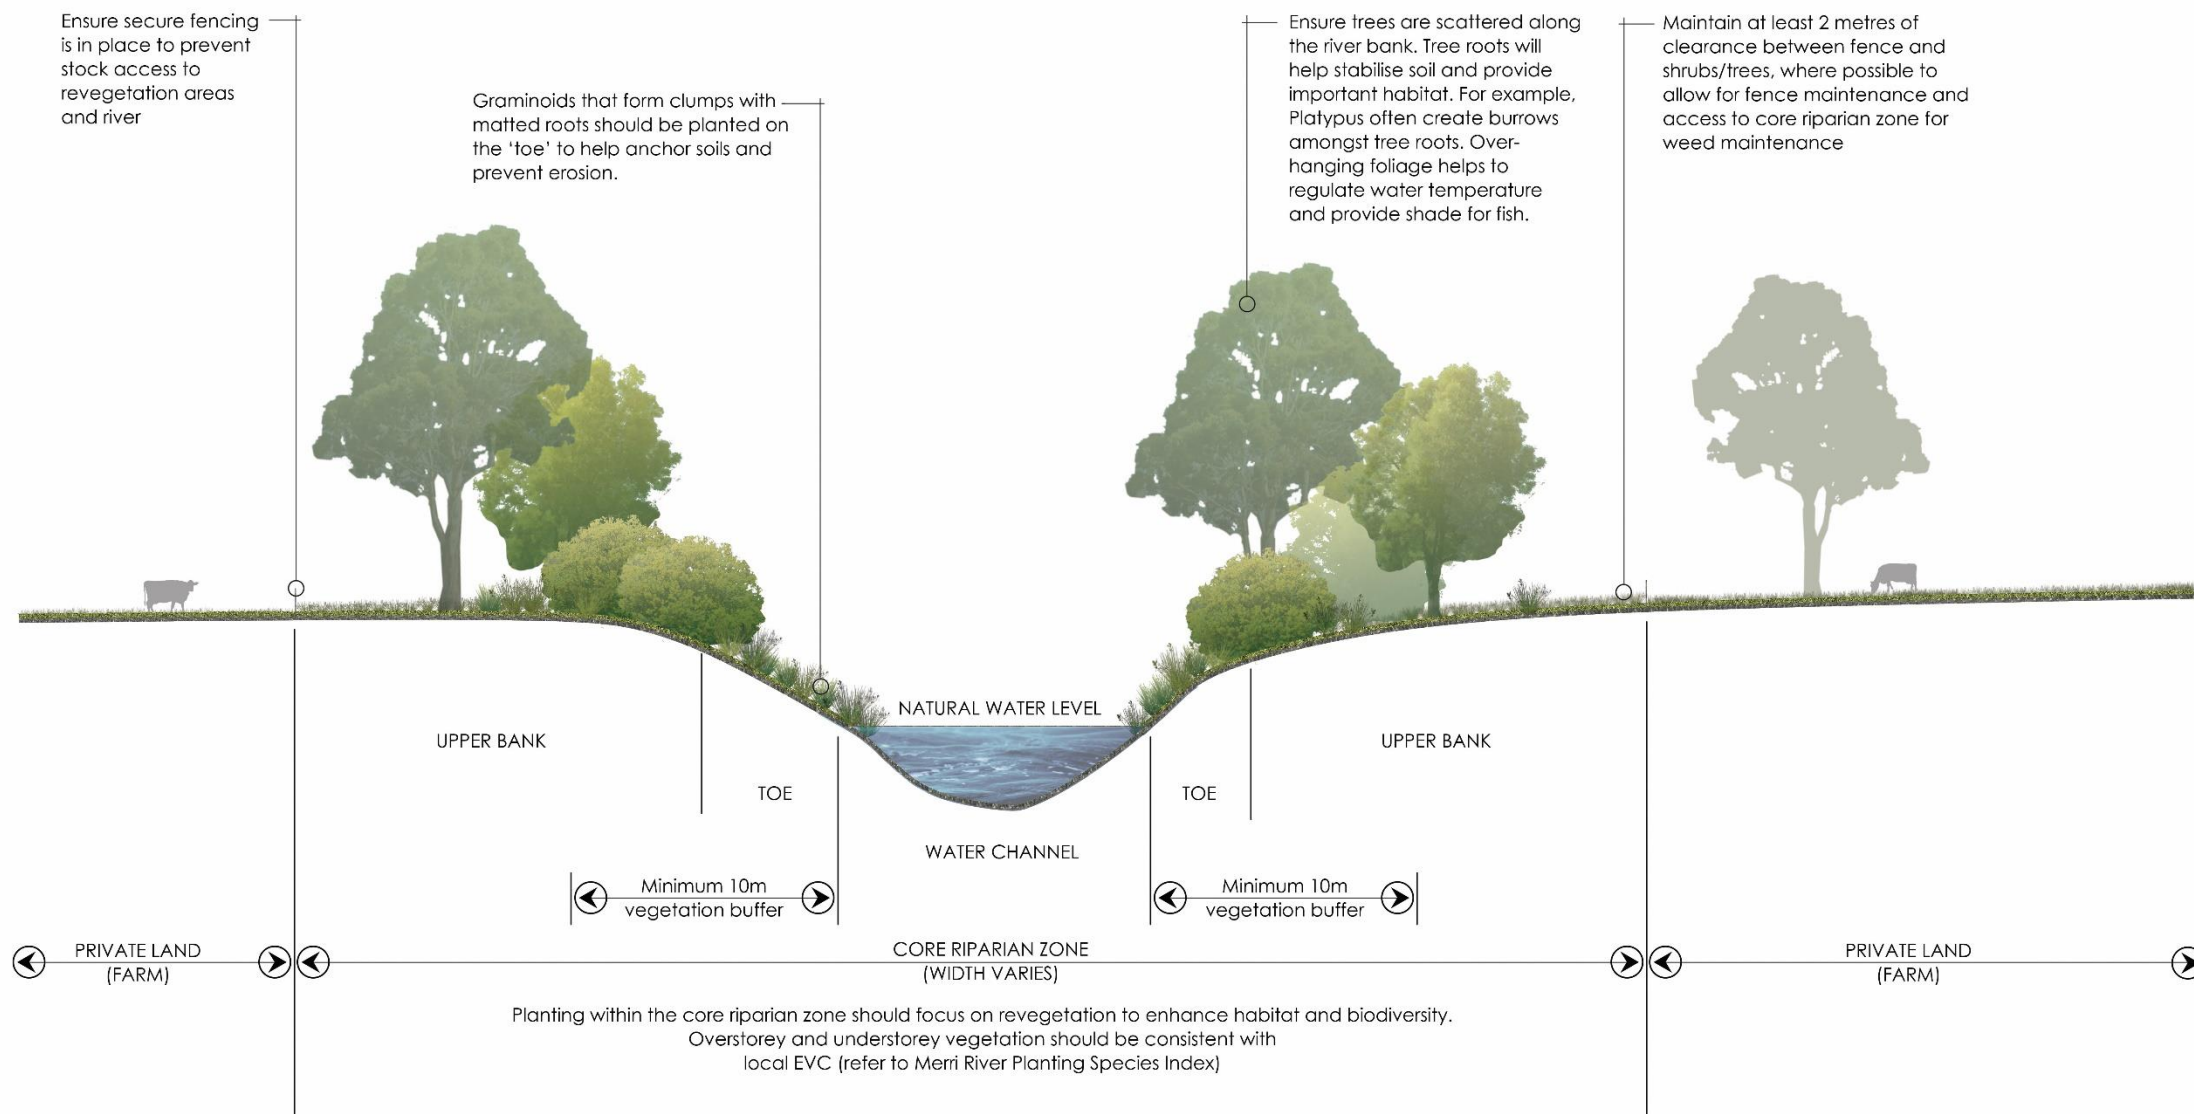 Ensure secure fencing
is in place to prevent
stock access to
revegetation areas
and river
Graminoids that form clumps with
matted roots should be planted on
the ‘toe’ to help anchor soils and
prevent erosion.
Ensure trees are scattered along
the river bank. Tree roots will
help stabilise soil and provide
important habitat. For example,
Platypus often create burrows
amongst tree roots. Over-
hanging foliage helps to
regulate water temperature
and provide shade for fish.
Maintain at least 2 metres of
clearance between fence and
shrubs/trees, where possible to
allow for fence maintenance and
access to core riparian zone for
weed maintenance
NATURAL WATER LEVEL
UPPER BANK
UPPER BANK
TOE
TOE
WATER CHANNEL
Minimum 10m
vegetation buffer
Minimum 10m
vegetation buffer
PRIVATE LAND
(FARM)
CORE RIPARIAN ZONE
(WIDTH VARIES)
PRIVATE LAND
(FARM)
Planting within the core riparian zone should focus on revegetation to enhance habitat and biodiversity.
Overstorey and understorey vegetation should be consistent with
local EVC (refer to Merri River Planting Species Index)